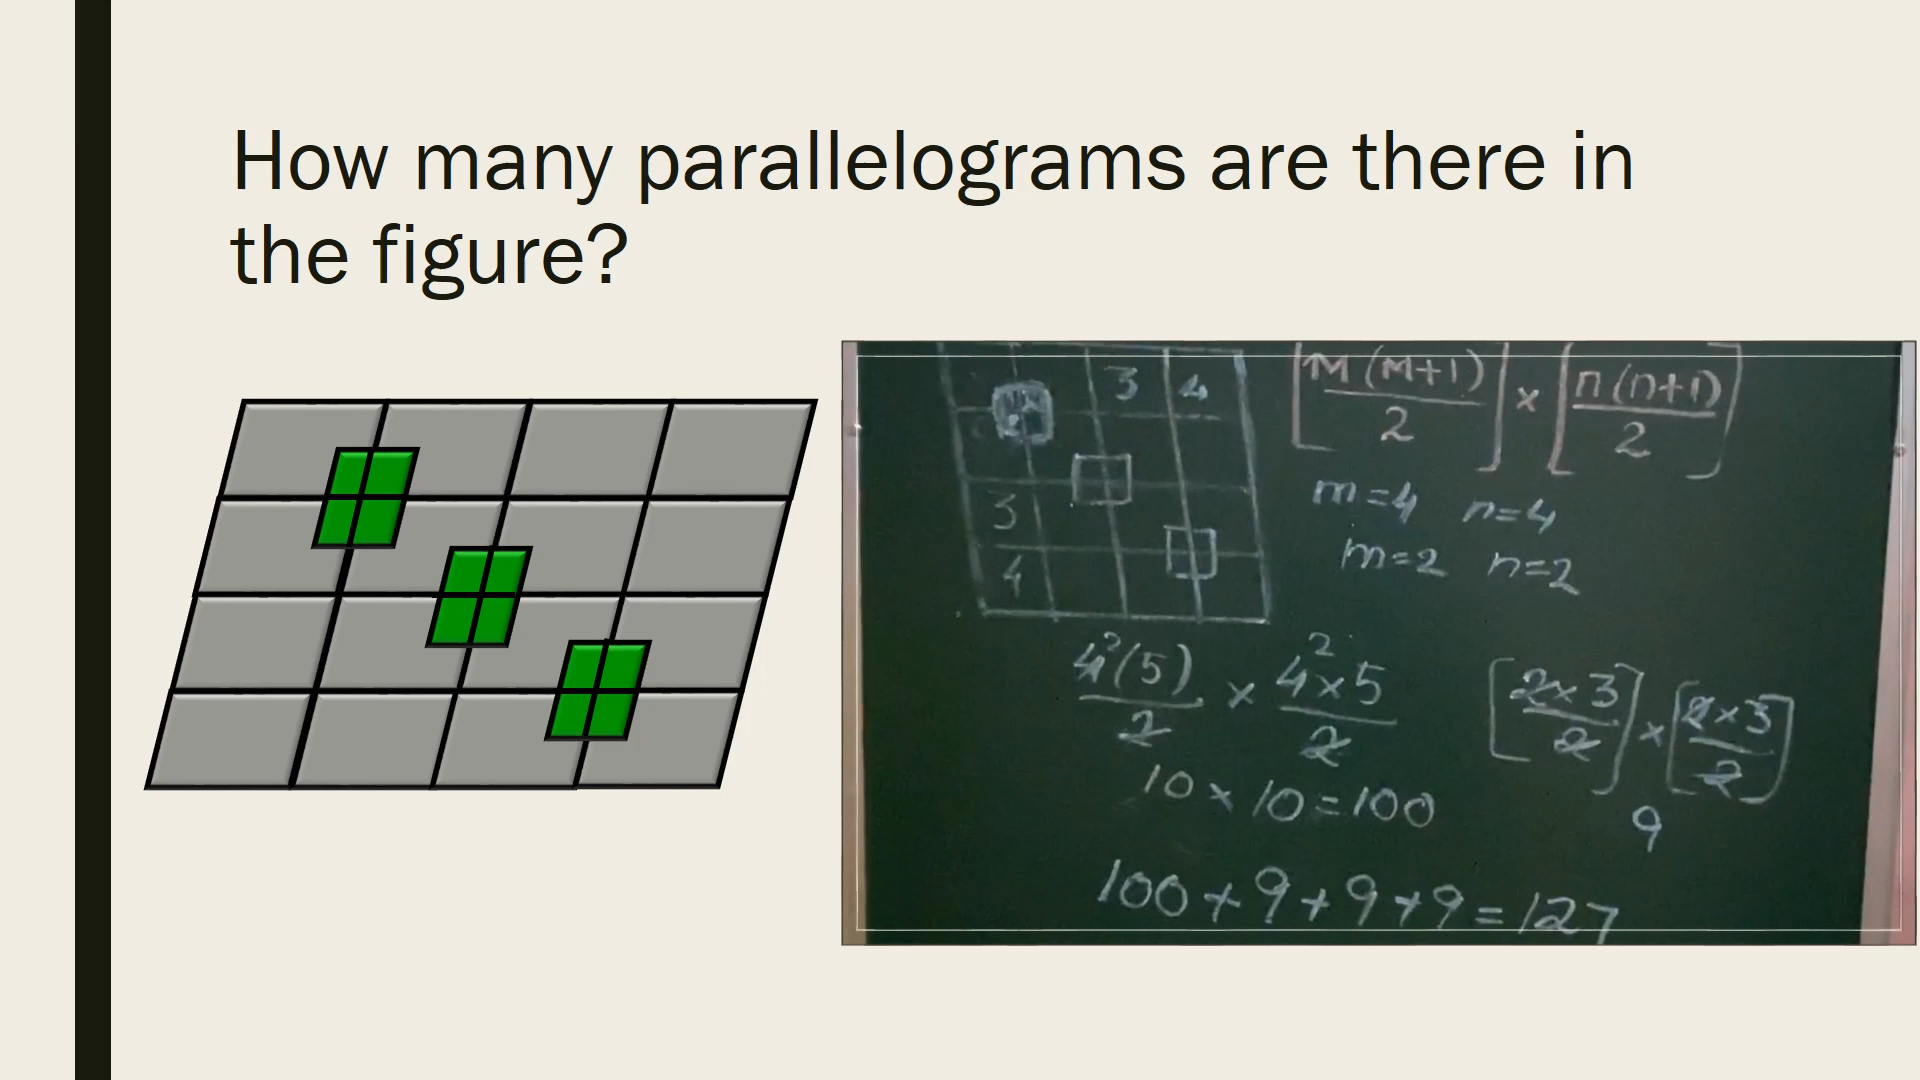 How many parallelograms are there in
the figure?
3 4
3
4
[m(m+1)/2] × [n(n+1)/2]
m=4 n=4
m=2 n=2
4(5)/2 × 4×5/2
2 2
[2×3/2] × [2×3/2]
10 × 10 = 100
9
100 + 9 + 9 + 9 = 127